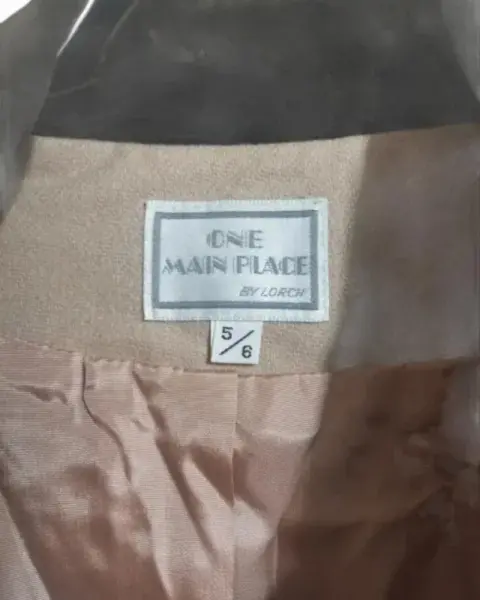 ONE
MAIN PLACE
BY LORCH
5/6